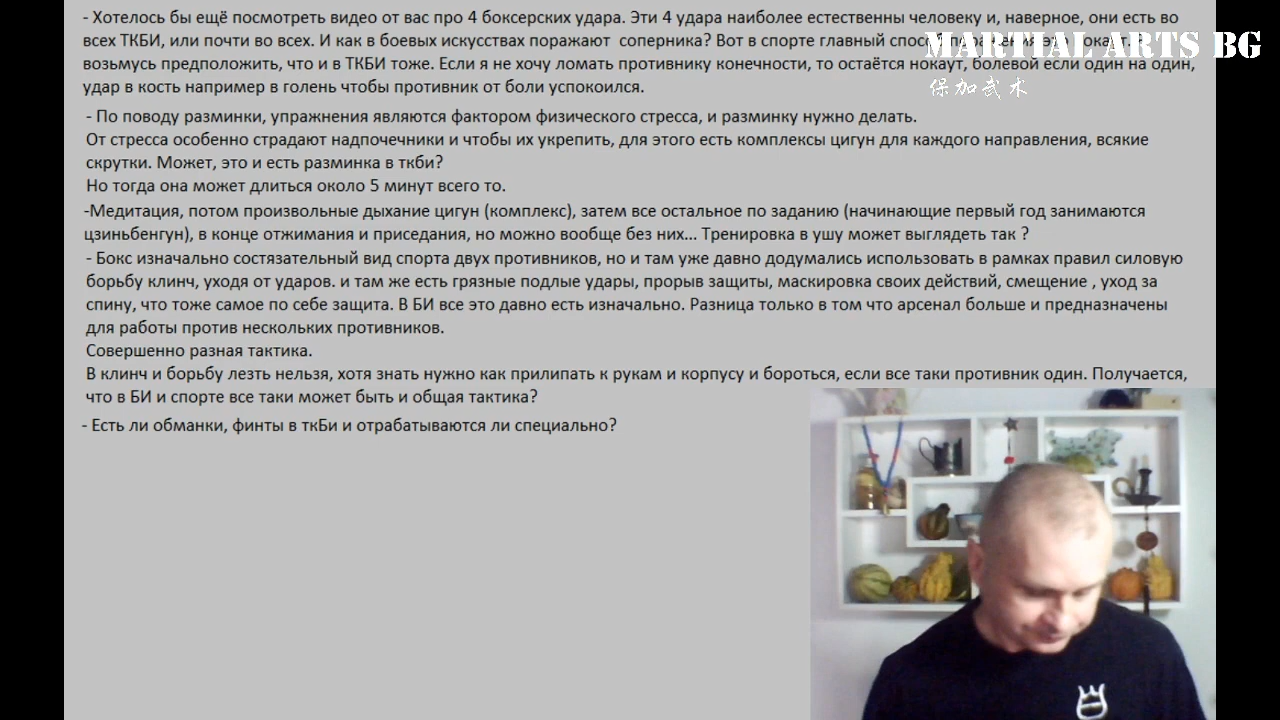 - Хотелось бы ещё посмотреть видео от вас про 4 боксерских удара. Эти 4 удара наиболее естественны человеку и, наверное, они есть во
всех ТКБИ, или почти во всех. И как в боевых искусствах поражают  соперника? Вот в спорте главный
возьмусь предположить, что и в ТКБИ тоже. Если я не хочу ломать противнику конечности, то остаётся нокаут, болевой если один на один,
удар в кость например в голень чтобы противник от боли успокоился.
MARTIAL ARTS BG
保加武术
- По поводу разминки, упражнения являются фактором физического стресса, и разминку нужно делать.
От стресса особенно страдают надпочечники и чтобы их укрепить, для этого есть комплексы цигун для каждого направления, всякие
скрутки. Может, это и есть разминка в ткби?
Но тогда она может длиться около 5 минут всего то.
-Медитация, потом произвольные дыхание цигун (комплекс), затем все остальное по заданию (начинающие первый год занимаются
цзиньбенгун), в конце отжимания и приседания, но можно вообще без них... Тренировка в ушу может выглядеть так ?
- Бокс изначально состязательный вид спорта двух противников, но и там уже давно додумались использовать в рамках правил силовую
борьбу клинч, уходя от ударов. и там же есть грязные подлые удары, прорыв защиты, маскировка своих действий, смещение , уход за
спину, что тоже самое по себе защита. В БИ все это давно есть изначально. Разница только в том что арсенал больше и предназначены
для работы против нескольких противников.
Совершенно разная тактика.
В клинч и борьбу лезть нельзя, хотя знать нужно как прилипать к рукам и корпусу и бороться, если все таки противник один. Получается,
что в БИ и спорте все таки может быть и общая тактика?
- Есть ли обманки, финты в ткБи и отрабатываются ли специально?